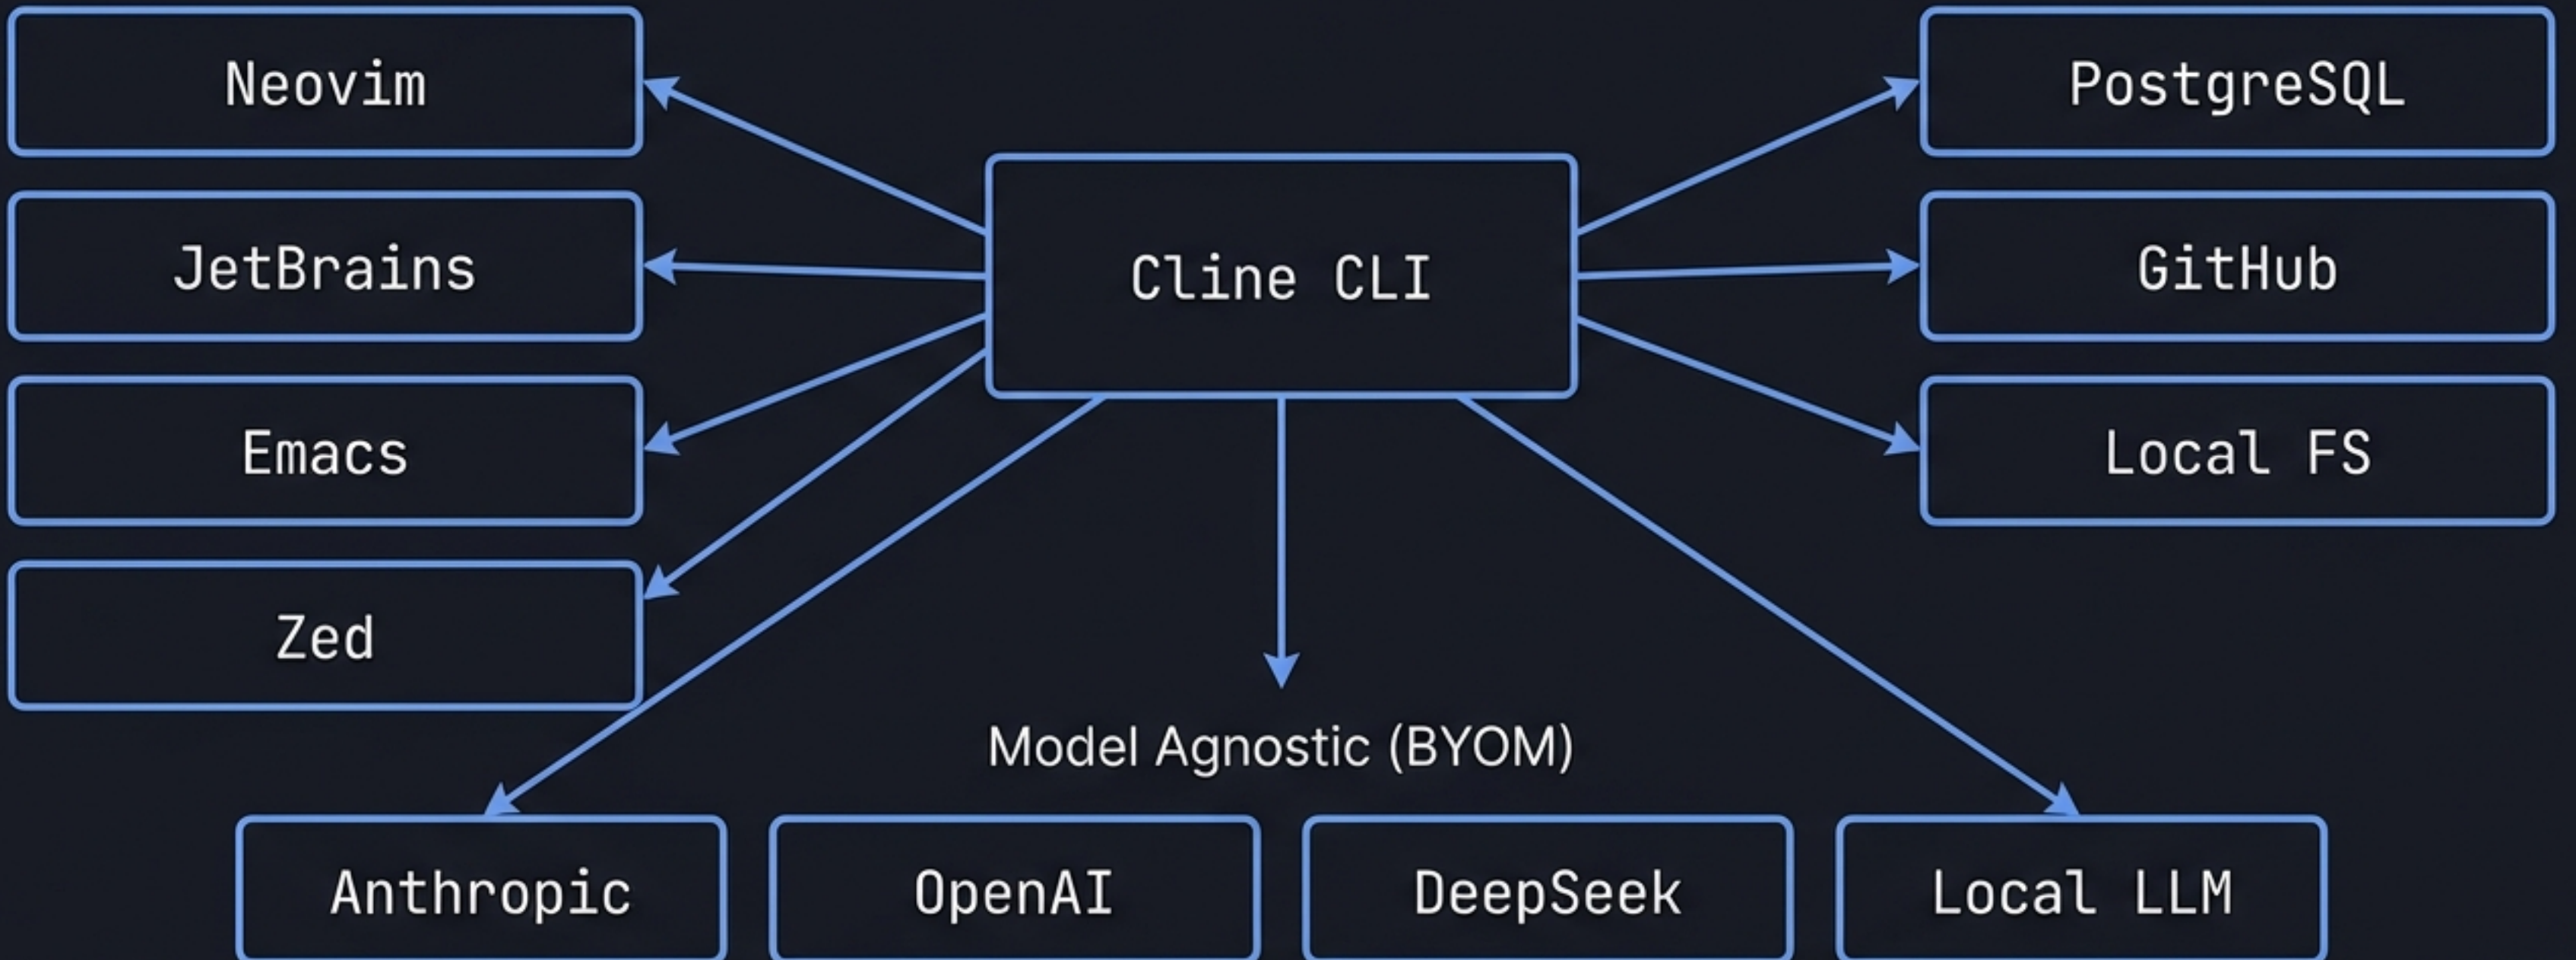 Neovim
JetBrains
Emacs
Zed
Cline CLI
PostgreSQL
GitHub
Local FS
Model Agnostic (BYOM)
Anthropic
OpenAI
DeepSeek
Local LLM